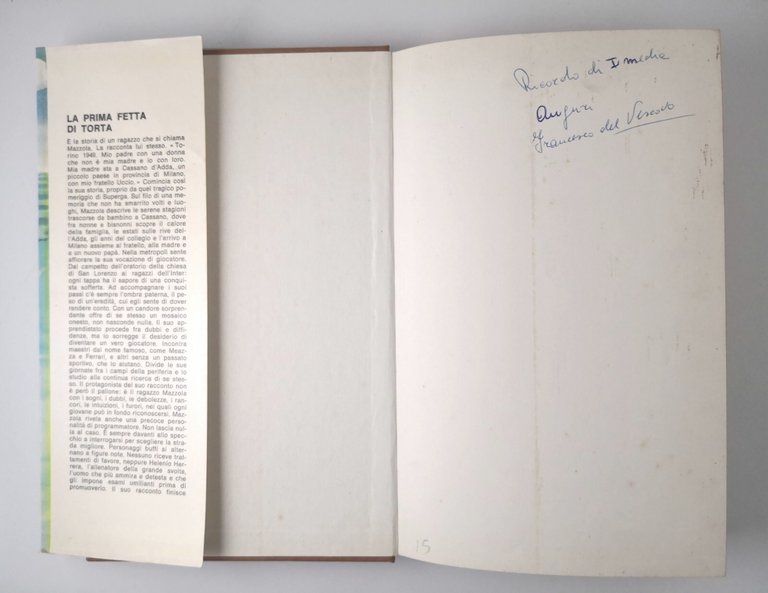 LA PRIMA FETTA
DI TORTA
E la storia di un ragazzo che si chiama
Mazzola. La racconta lui stesso. « To-
rino 1949. Mio padre con una donna
che non è mia madre e io con loro.
Mia madre sta a Cassano d'Adda, un
piccolo paese in provincia di Milano,
con mio fratello Uccio. » Comincia così
la sua storia, proprio da quel tragico po-
meriggio di Superga. Sul filo di una me-
moria che non ha smarrito volti e luo-
ghi, Mazzola descrive le serene stagioni
trascorse da bambino a Cassano, dove
fra nonne e bisnonni scopre il calore
della famiglia, le estati sulle rive del-
l'Adda, gli anni del collegio e l'arrivo a
Milano assieme al fratello, alla madre e
a un nuovo papà. Nella metropoli sente
affiorare la sua vocazione di giocatore.
Dal campetto dell'oratorio della chiesa
di San Lorenzo ai ragazzi dell'Inter:
ogni tappa ha il sapore di una conqui-
sta sofferta. Ad accompagnare i suoi
passi c'è sempre l'ombra paterna, il pe-
so di un'eredità, cui egli sente di dover
rendere conto. Con un candore sorpren-
dente offre di se stesso un mosaico
onesto, non nasconde nulla. Il suo ap-
prendistato procede fra dubbi e diffi-
denze, ma lo sorregge il desiderio di
diventare un vero giocatore. Incontra
maestri dal nome famoso, come Meaz-
za e Ferrari, e altri senza un passato
sportivo, che lo aiutano. Divide le sue
giornate fra i campi della periferia e lo
studio alla continua ricerca di se stes-
so. Il protagonista del suo racconto non
è però il pallone: è il ragazzo Mazzola
con i sogni, i dubbi, le debolezze, i ran-
cori, le intuizioni, i furori, nei quali ogni
giovane può in fondo riconoscersi. Maz-
zola rivela anche una precoce perso-
nalità di programmatore. Non lascia nul-
la al caso. È sempre davanti allo spec-
chio a interrogarsi per scegliere la stra-
da migliore. Personaggi buffi si alter-
nano a figure note. Nessuno riceve trat-
tamenti di favore, neppure Helenio Her-
rera, l'allenatore della grande svolta,
l'uomo che più ammira e detesta e che
gli impone esami umilianti prima di
promuoverlo. Il suo racconto finisce
Ricordo di I media
Auguri
Francesco del Vescovo
15